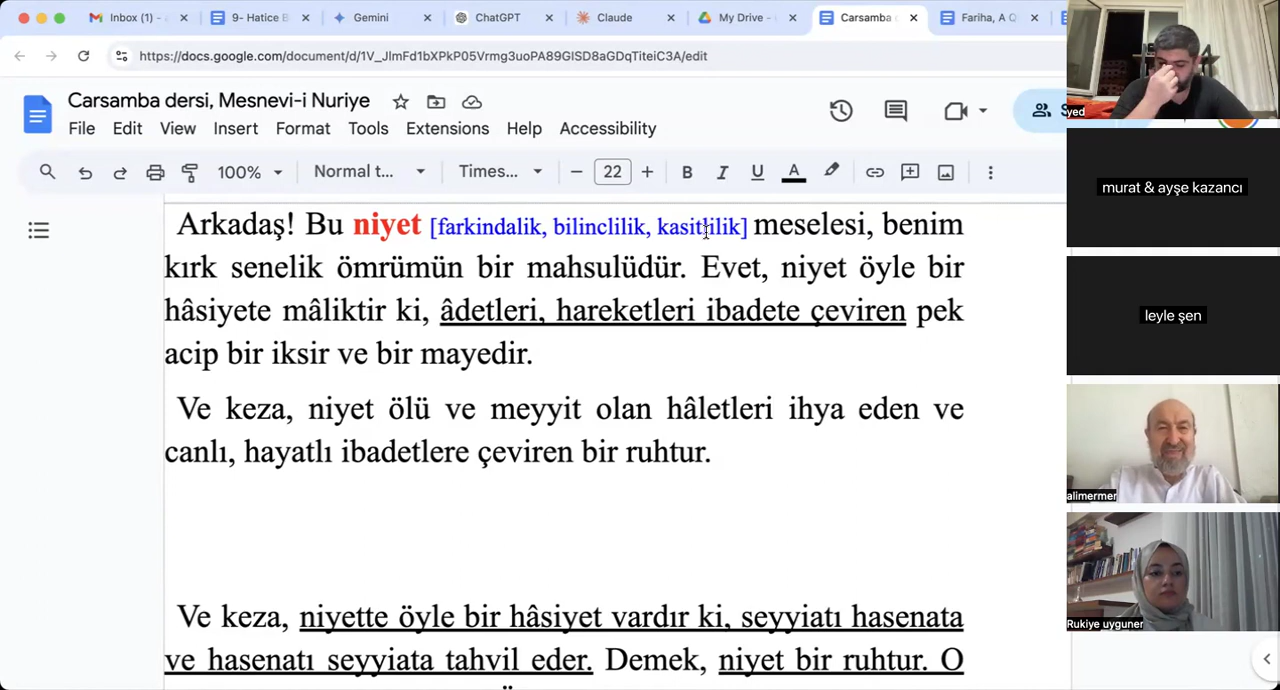 Inbox (1) -
9- Hatice B
Gemini
ChatGPT
Claude
My Drive -
Carsamba
Fariha, A Q
https://docs.google.com/document/d/1V_JlmFd1bXPkP05Vrmg3uoPA89GlSD8aGDqTiteiC3A/edit
Carsamba dersi, Mesnevi-i Nuriye
File Edit View Insert Format Tools Extensions Help Accessibility
100% Normal t... Times... 22 B I U A
Arkadaş! Bu niyet [farkindalik, bilinclilik, kasitlilik] meselesi, benim
kırk senelik ömrümün bir mahsulüdür. Evet, niyet öyle bir
hâsiyete mâliktir ki, âdetleri, hareketleri ibadete çeviren pek
acip bir iksir ve bir mayedir.
Ve keza, niyet ölü ve meyyit olan hâletleri ihya eden ve
canlı, hayatlı ibadetlere çeviren bir ruhtur.
Ve keza, niyette öyle bir hâsiyet vardır ki, seyyiatı hasenata
ve hasenatı seyyiata tahvil eder. Demek, niyet bir ruhtur. O
yed
murat & ayşe kazancı
leyle şen
alimermer
Rukiye uyguner